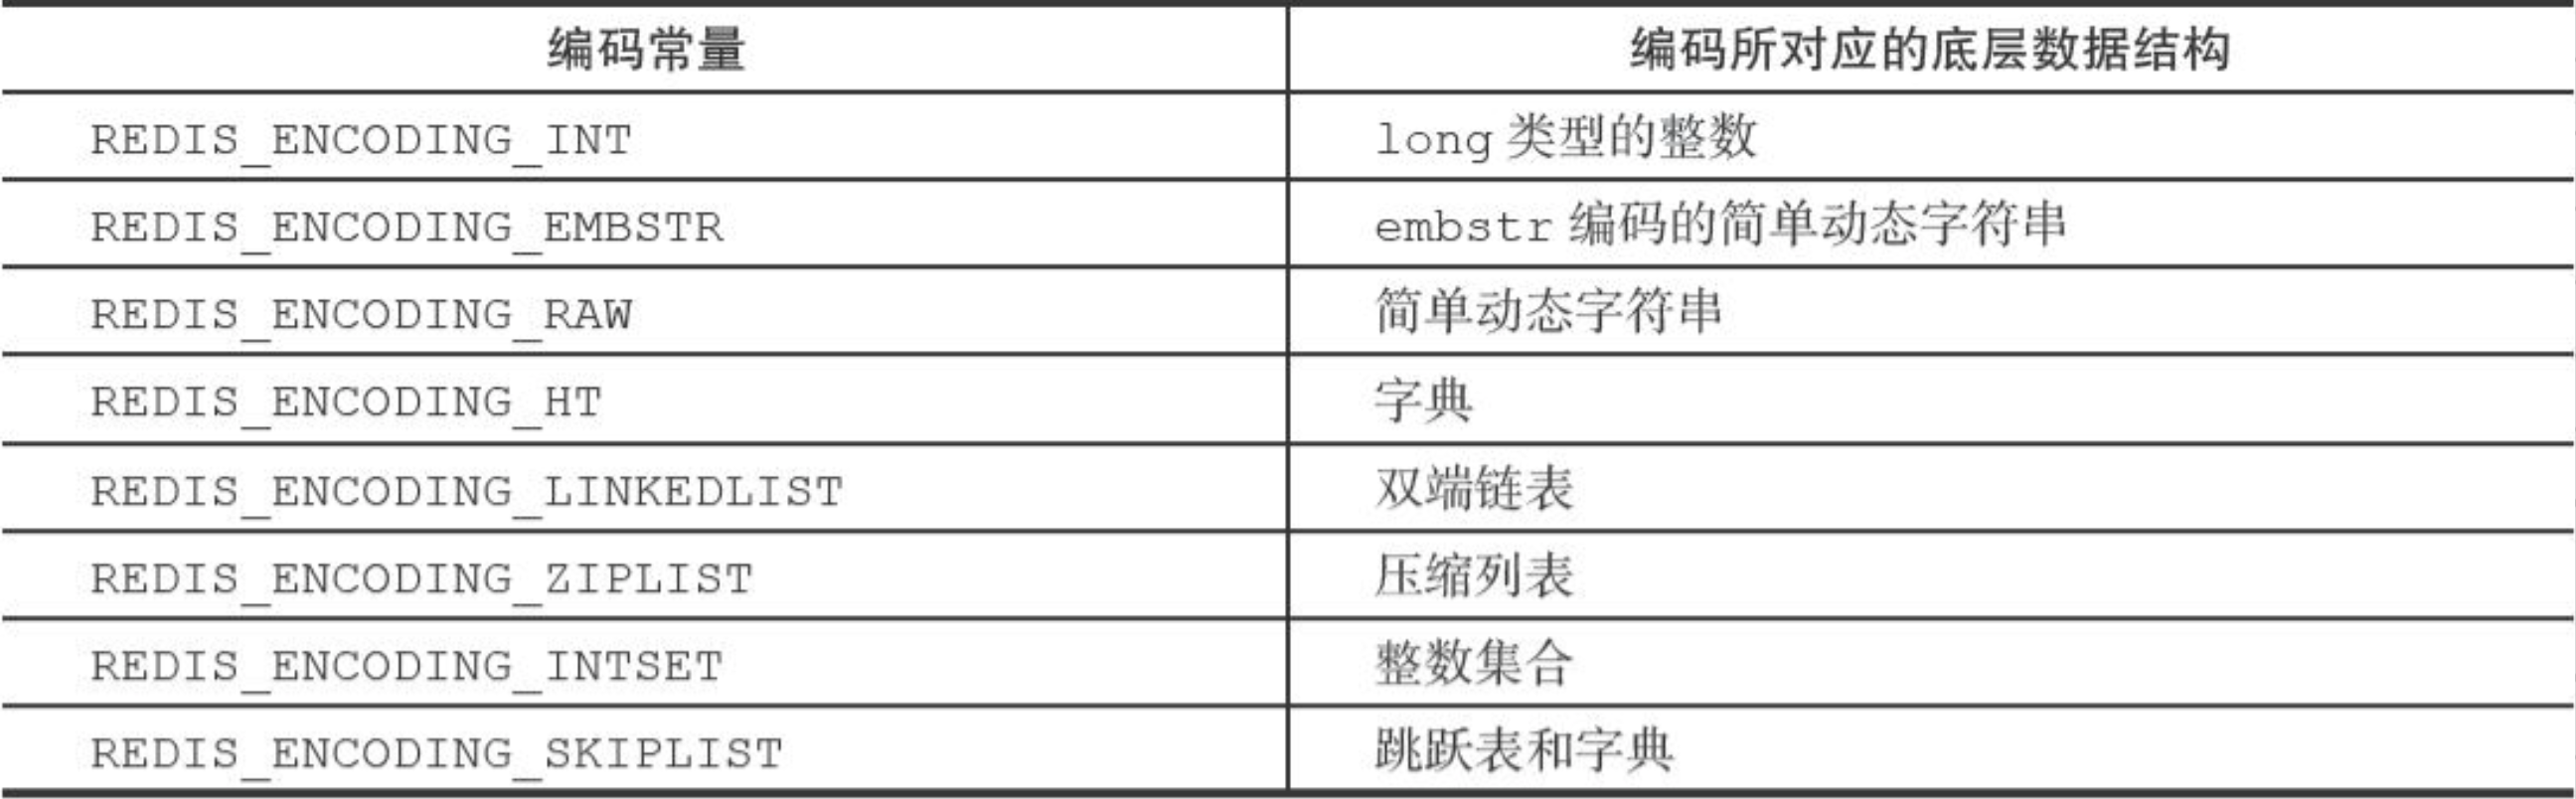 编码常量 编码所对应的底层数据结构
REDIS_ENCODING_INT long 类型的整数
REDIS_ENCODING_EMBSTR embstr 编码的简单动态字符串
REDIS_ENCODING_RAW 简单动态字符串
REDIS_ENCODING_HT 字典
REDIS_ENCODING_LINKEDLIST 双端链表
REDIS_ENCODING_ZIPLIST 压缩列表
REDIS_ENCODING_INTSET 整数集合
REDIS_ENCODING_SKIPLIST 跳跃表和字典